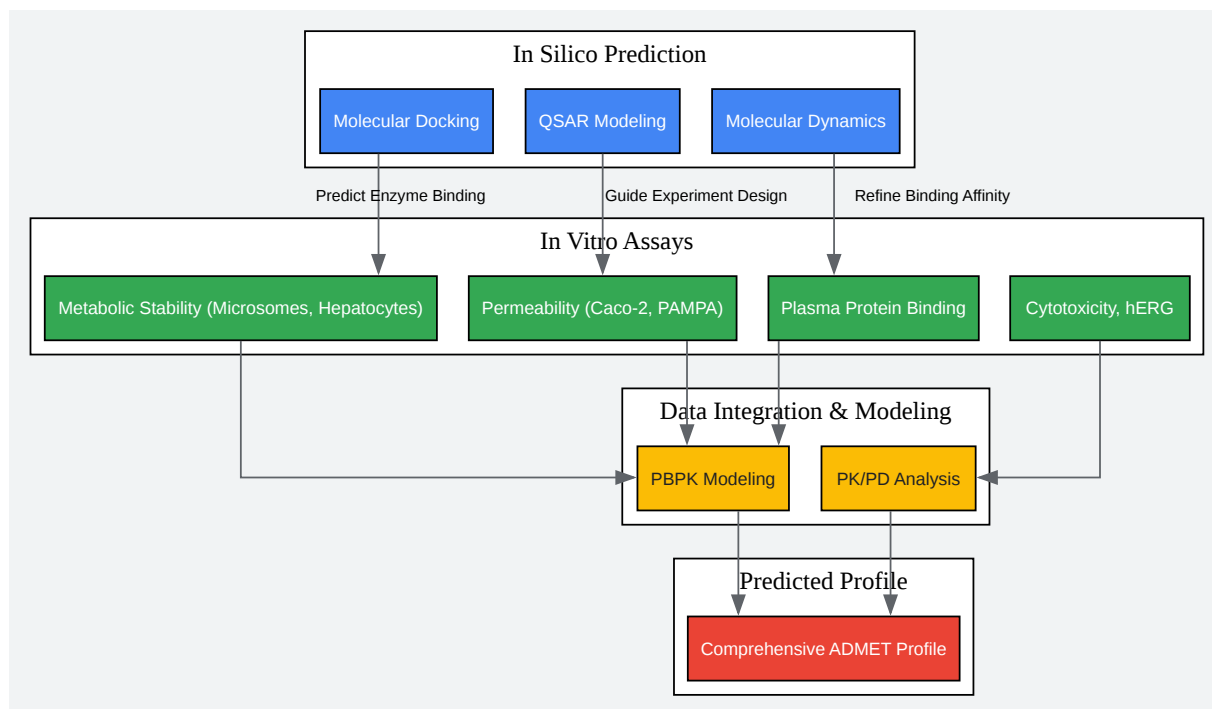 In Silico Prediction
Molecular Docking
QSAR Modeling
Molecular Dynamics
Predict Enzyme Binding
Guide Experiment Design
Refine Binding Affinity
In Vitro Assays
Metabolic Stability (Microsomes, Hepatocytes)
Permeability (Caco-2, PAMPA)
Plasma Protein Binding
Cytotoxicity, hERG
Data Integration & Modeling
PBPK Modeling
PK/PD Analysis
Predicted Profile
Comprehensive ADMET Profile